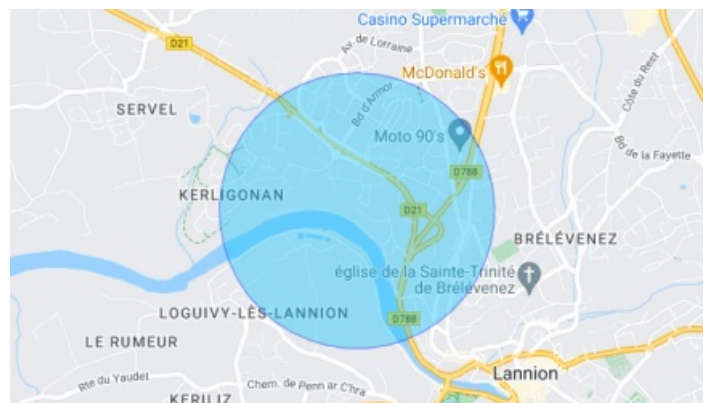 Casino Supermarché
Av. de Lorraine
D21
McDonald's
Côte du Rest
SERVEL
Bd d'Armor
Moto 90's
Bd de la Fayette
D788
KERLIGONAN
D21
BRÉLÉVENEZ
église de la Sainte-Trinité
de Brélévenez
LOGUIVY-LÈS-LANNION
D788
LE RUMEUR
Lannion
Rte du Yaudet
Chem. de Penn ar C'hra
KERILIZ